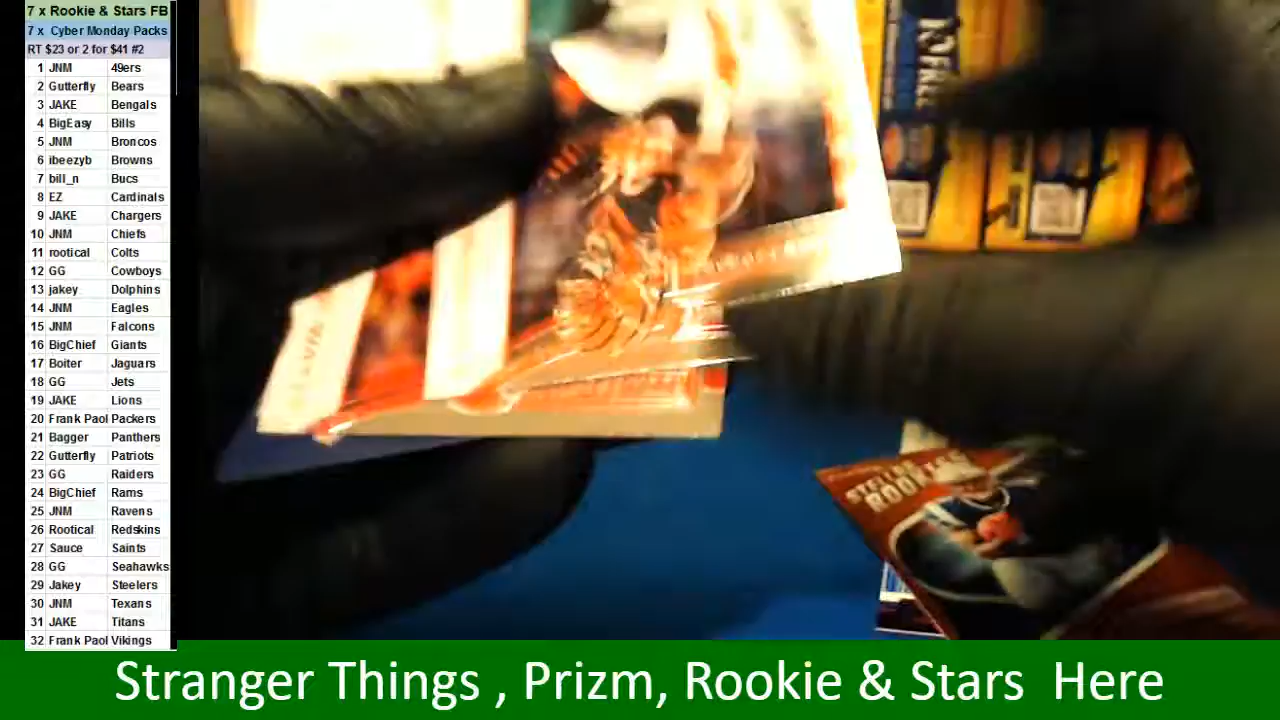 7 x Rookie & Stars FB
7 x Cyber Monday Packs
RT $23 or 2 for $41 #2
1 JNM 49ers
2 Gutterfly Bears
3 JAKE Bengals
4 BigEasy Bills
5 JNM Broncos
6 ibeezyb Browns
7 bill_n Bucs
8 EZ Cardinals
9 JAKE Chargers
10 JNM Chiefs
11 rootical Colts
12 GG Cowboys
13 jakey Dolphins
14 JNM Eagles
15 JNM Falcons
16 BigChief Giants
17 Boiter Jaguars
18 GG Jets
19 JAKE Lions
20 Frank Paol Packers
21 Bagger Panthers
22 Gutterfly Patriots
23 GG Raiders
24 BigChief Rams
25 JNM Ravens
26 Rootical Redskins
27 Sauce Saints
28 GG Seahawks
29 Jakey Steelers
30 JNM Texans
31 JAKE Titans
32 Frank Paol Vikings
STELLAR
ROOKIES
Stranger Things , Prizm, Rookie & Stars Here